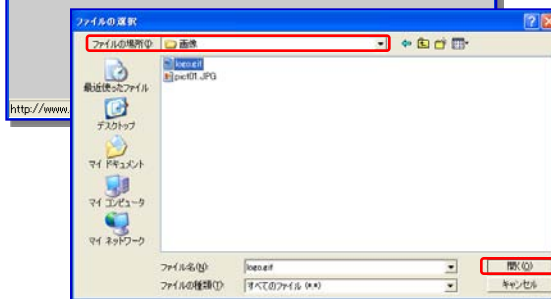 ファイルの選択
ファイルの場所(I): 画像
logo.gif
pict01.JPG
最近使ったファイル
デスクトップ
マイ ドキュメント
マイ コンピュータ
マイ ネットワーク
http://www.
ファイル名(N): logo.gif 開く(O)
ファイルの種類(T): すべてのファイル (*.*) キャンセル